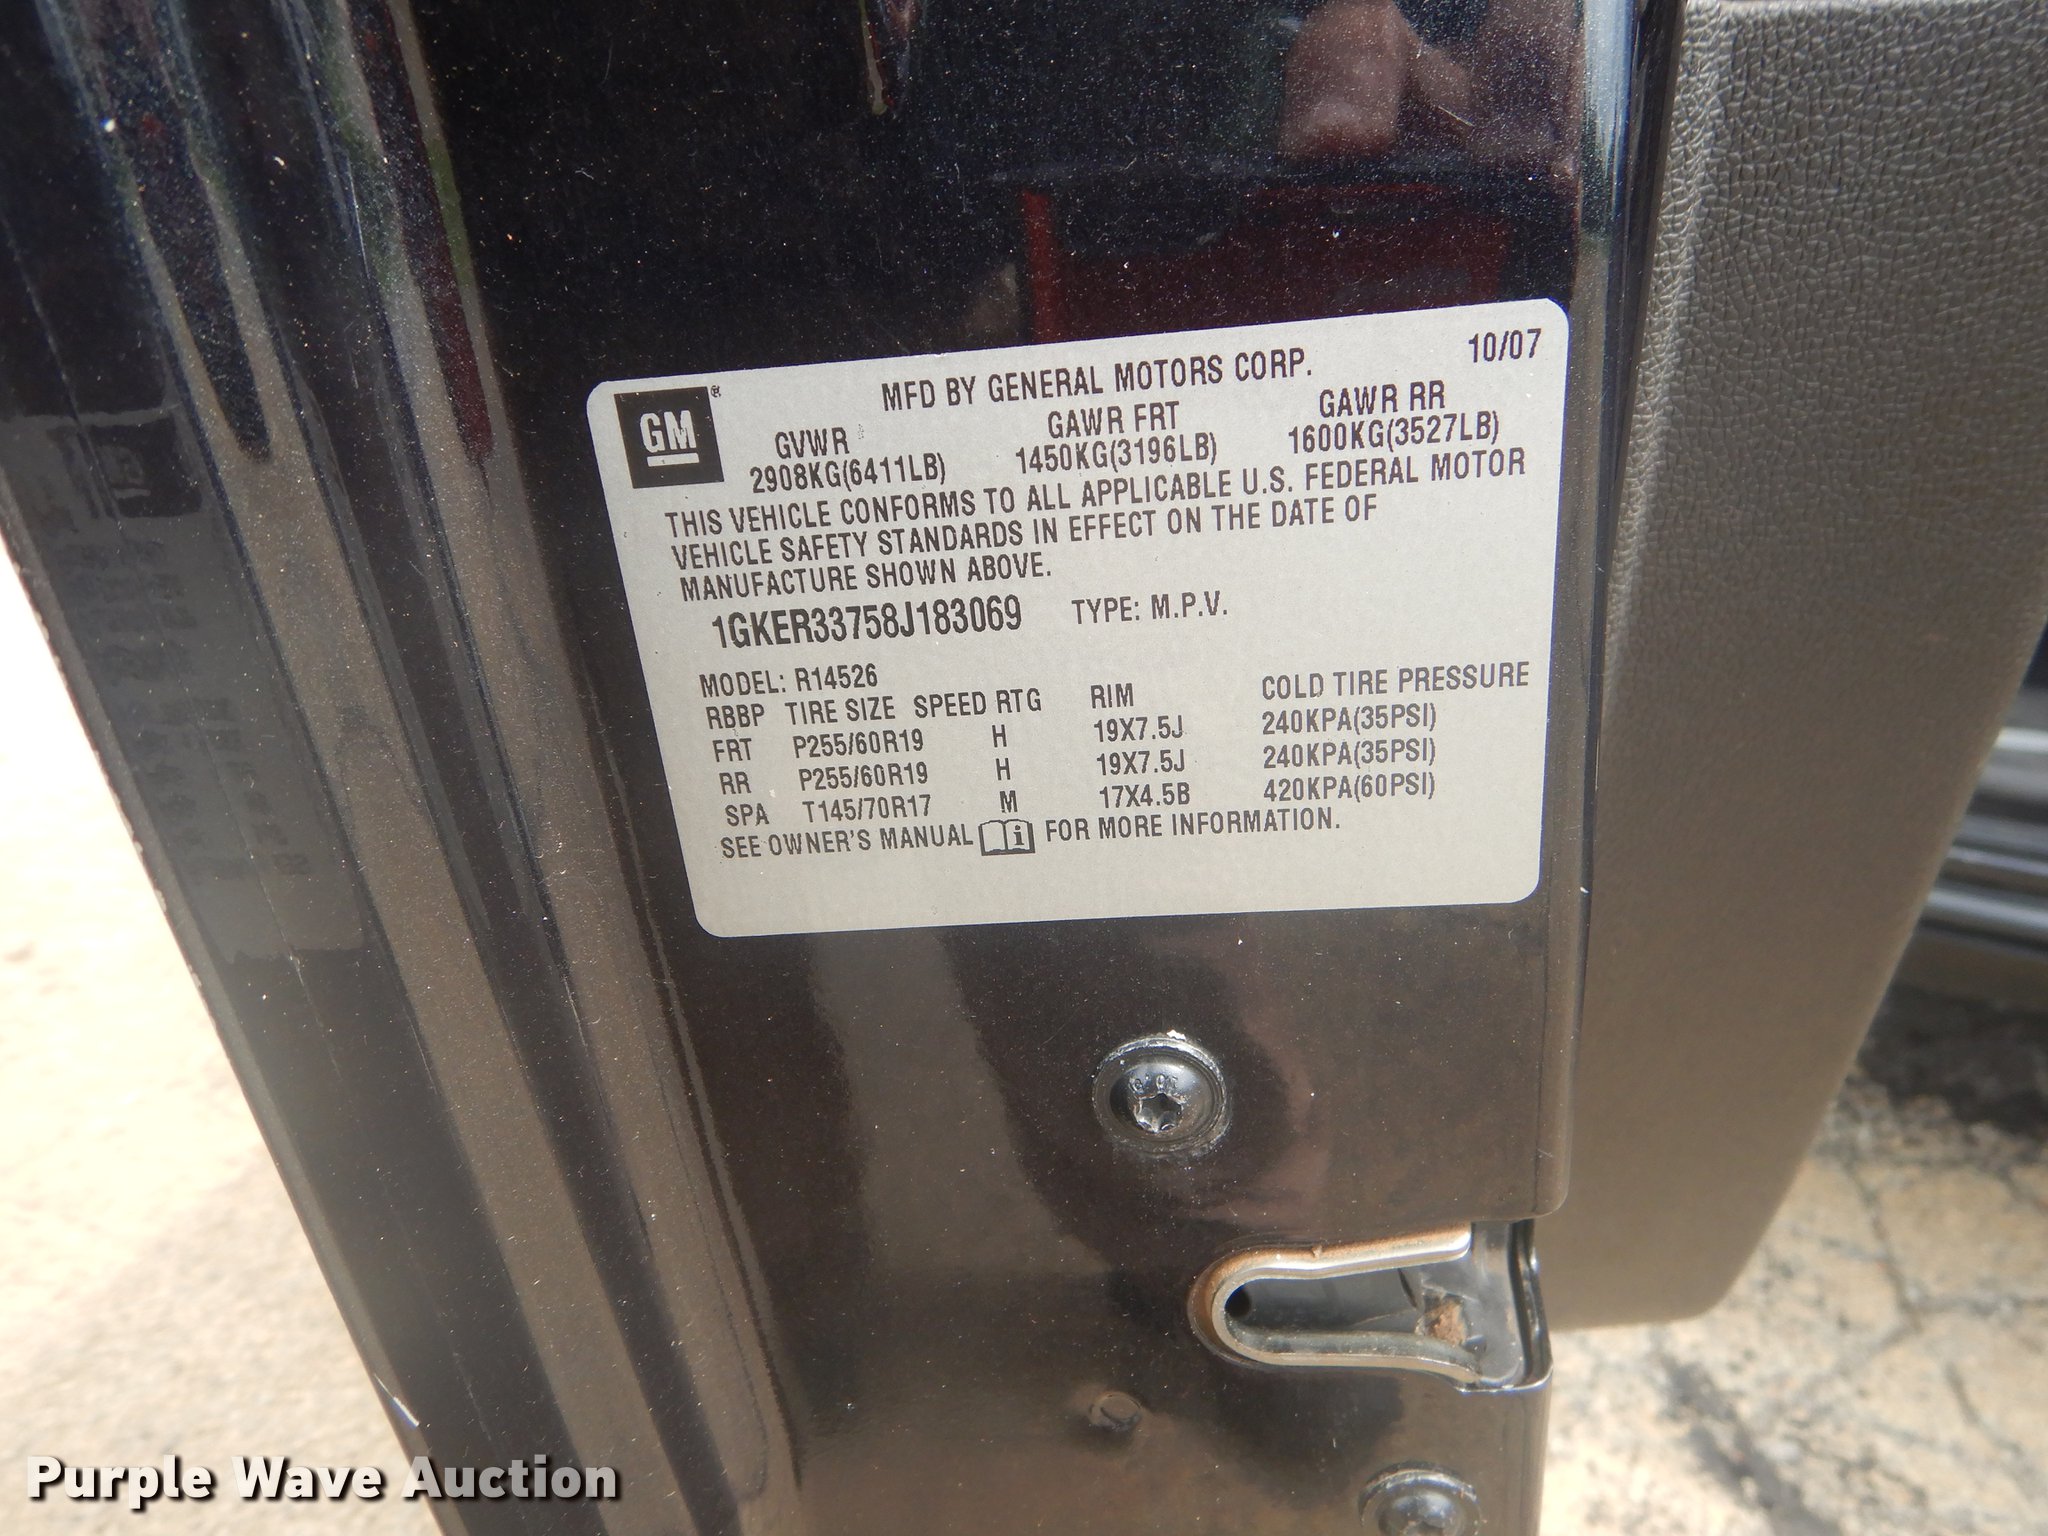 10/07
MFD BY GENERAL MOTORS CORP.
GM®
GVWR GAWR FRT GAWR RR
2908KG(6411LB) 1450KG(3196LB) 1600KG(3527LB)
THIS VEHICLE CONFORMS TO ALL APPLICABLE U.S. FEDERAL MOTOR
VEHICLE SAFETY STANDARDS IN EFFECT ON THE DATE OF
MANUFACTURE SHOWN ABOVE.
1GKER33758J183069 TYPE: M.P.V.
MODEL: R14526
RBBP TIRE SIZE SPEED RTG RIM COLD TIRE PRESSURE
FRT P255/60R19 H 19X7.5J 240KPA(35PSI)
RR P255/60R19 H 19X7.5J 240KPA(35PSI)
SPA T145/70R17 M 17X4.5B 420KPA(60PSI)
SEE OWNER'S MANUAL i FOR MORE INFORMATION.
Purple Wave Auction